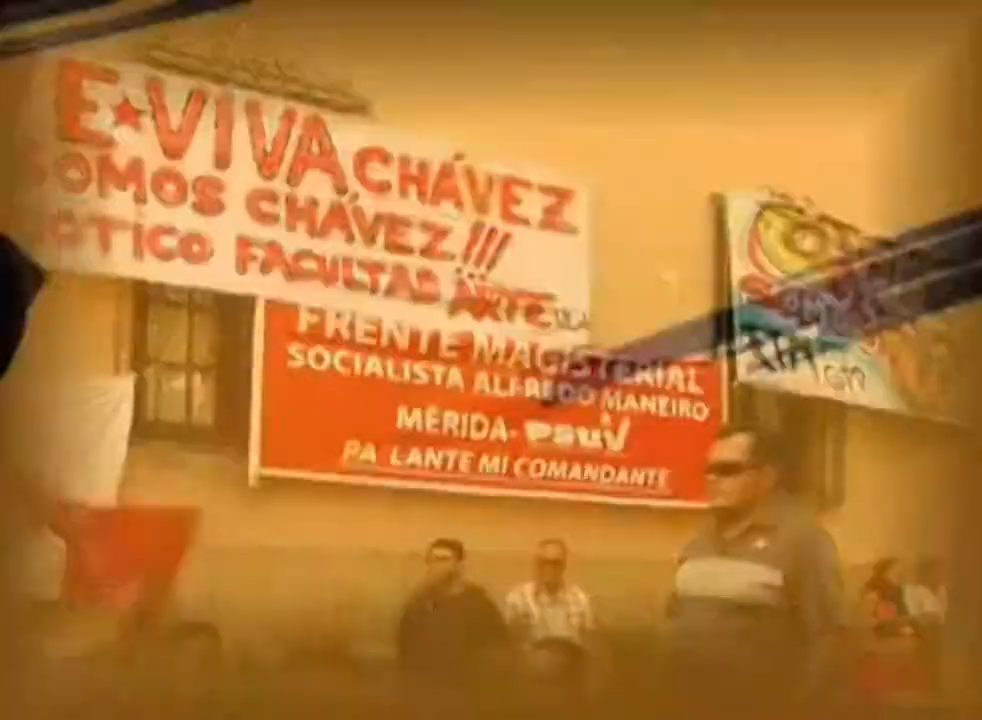 E★VIVA CHÁVEZ
SOMOS CHÁVEZ!!!
FACULTAD ARTE
FRENTE MAGISTERIAL
SOCIALISTA ALFREDO MANEIRO
MÉRIDA-PSUV
PA LANTE MI COMANDANTE